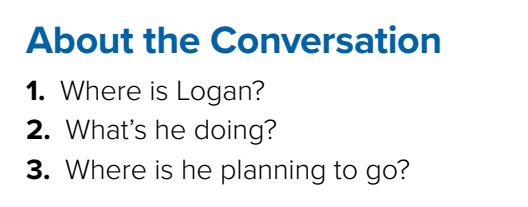 About the Conversation
1. Where is Logan?
2. What's he doing?
3. Where is he planning to go?